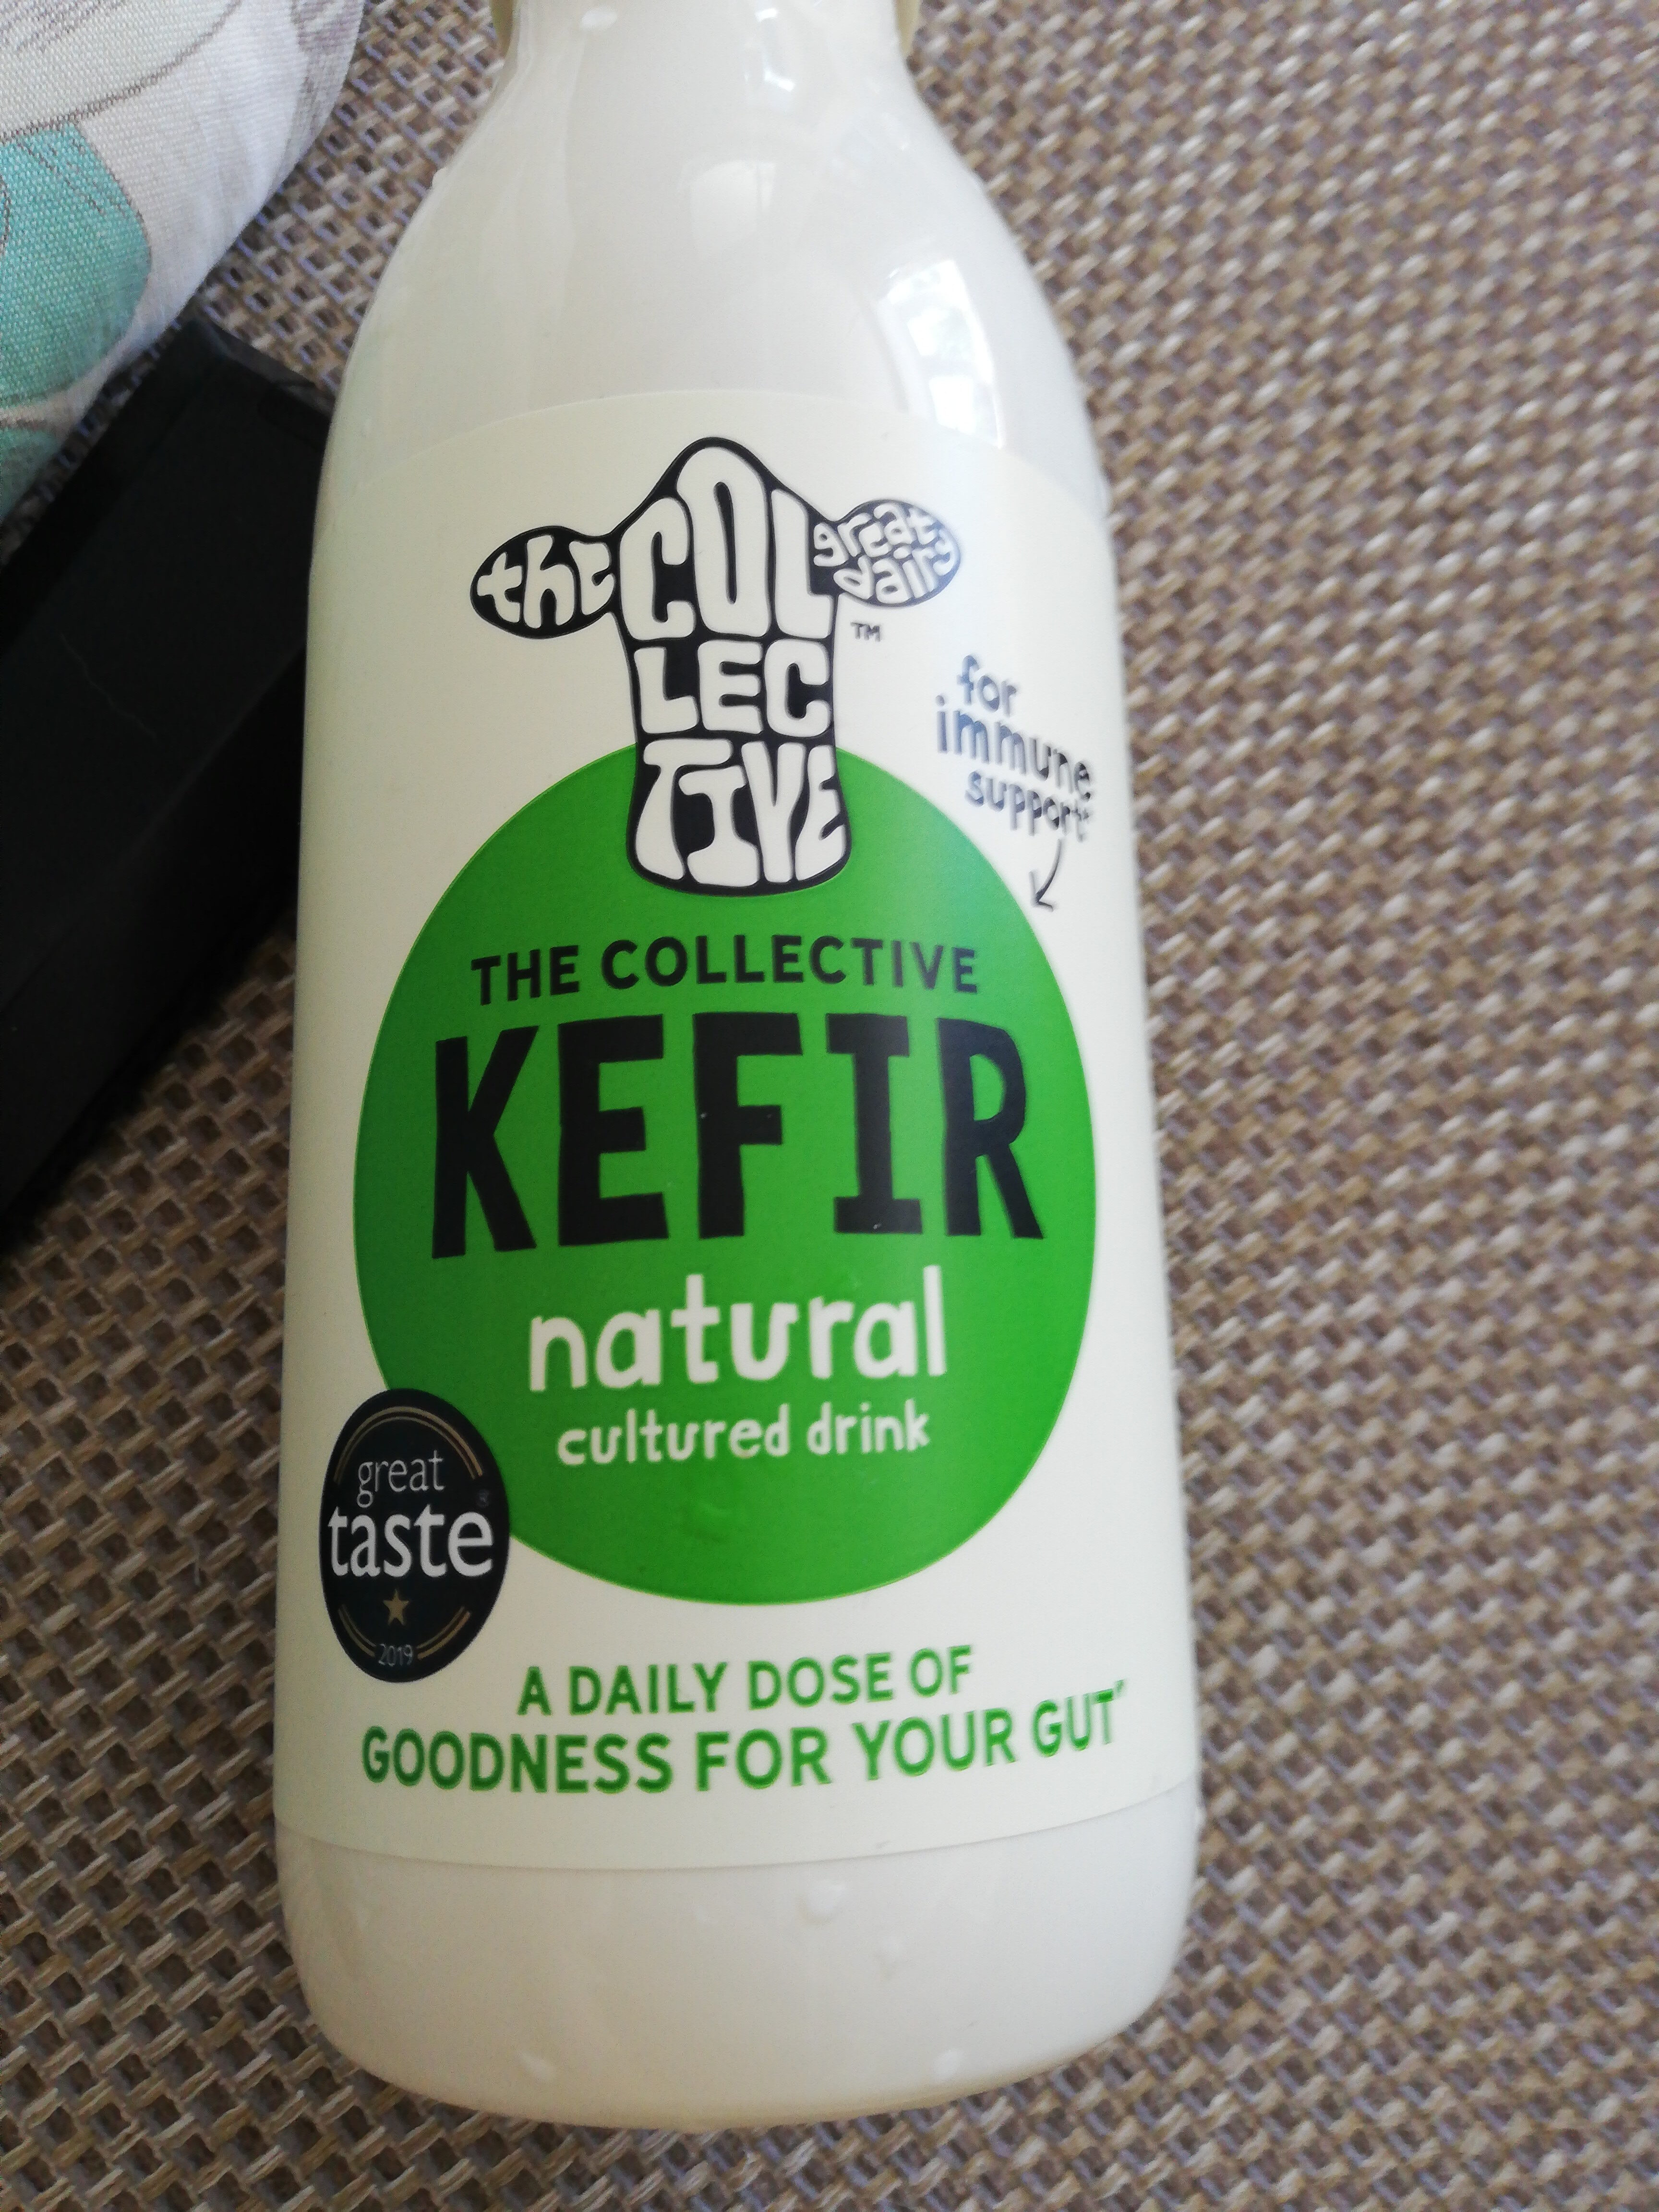 the COL great
dairy
LEC
TIVE
TM
for
immune
support*
THE COLLECTIVE
KEFIR
natural
cultured drink
great
taste®
2019
A DAILY DOSE OF
GOODNESS FOR YOUR GUT*